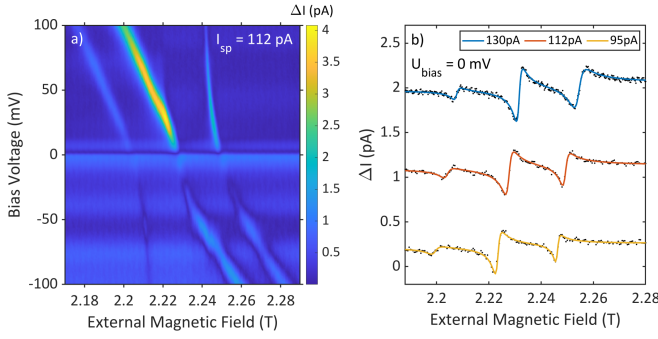 ΔI (pA)
a)
I_sp = 112 pA
100
50
0
-50
-100
Bias Voltage (mV)
2.18
2.2
2.22
2.24
2.26
2.28
External Magnetic Field (T)
4
3.5
3
2.5
2
1.5
1
0.5
b)
130pA
112pA
95pA
U_bias = 0 mV
2.5
2
1.5
1
0.5
0
ΔI (pA)
2.2
2.22
2.24
2.26
2.28
External Magnetic Field (T)